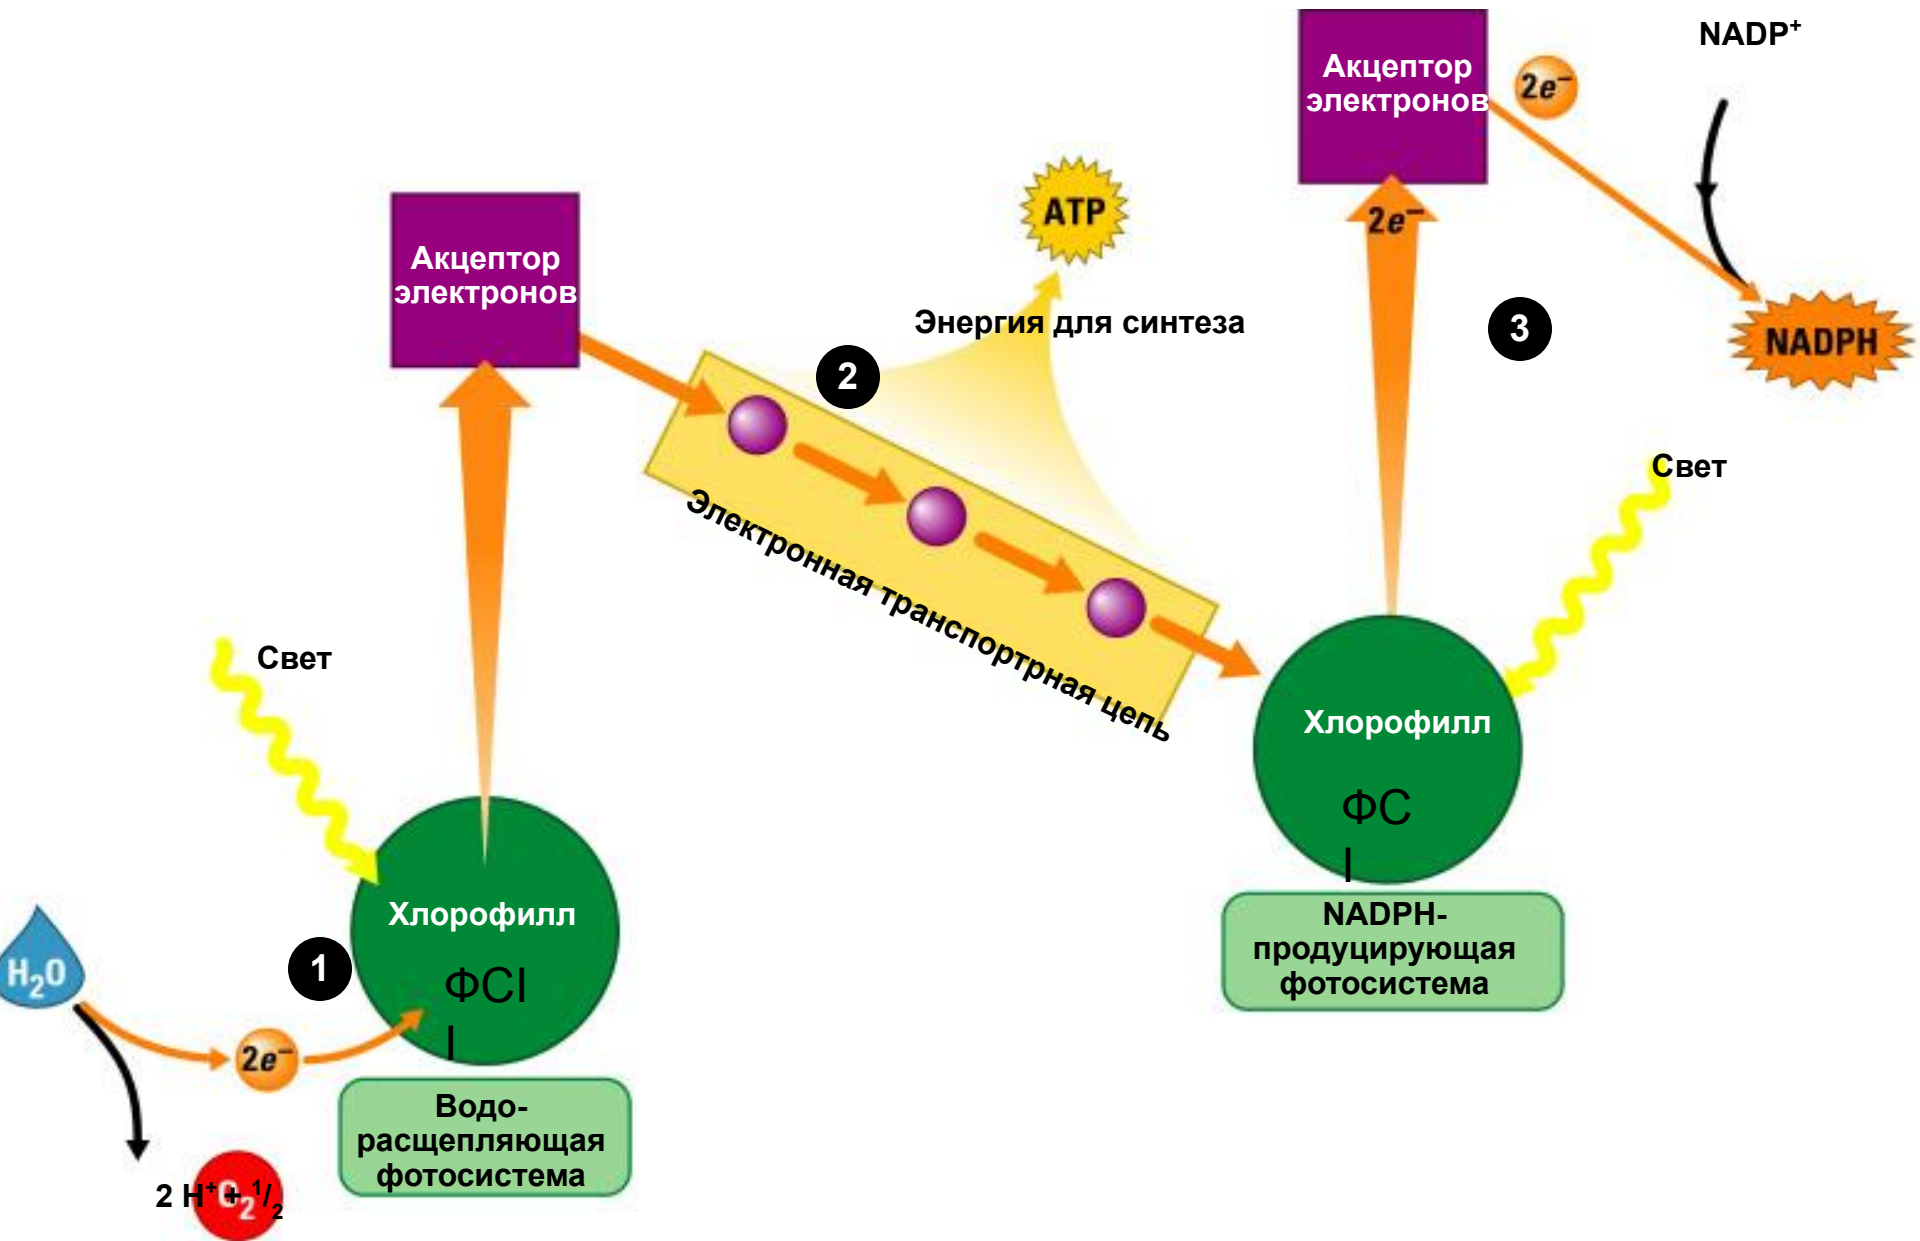 NADP⁺
Акцептор
электронов
2e⁻
2e⁻
ATP
Акцептор
электронов
Энергия для синтеза
3
NADPH
2
Свет
Электронная транспортрная цепь
Свет
Хлорофилл
ФС
I
NADPH-
продуцирующая
фотосистема
Хлорофилл
ФСI
I
1
H₂O
2e⁻
Водо-
расщепляющая
фотосистема
2 H⁺ + ¹/₂ O₂